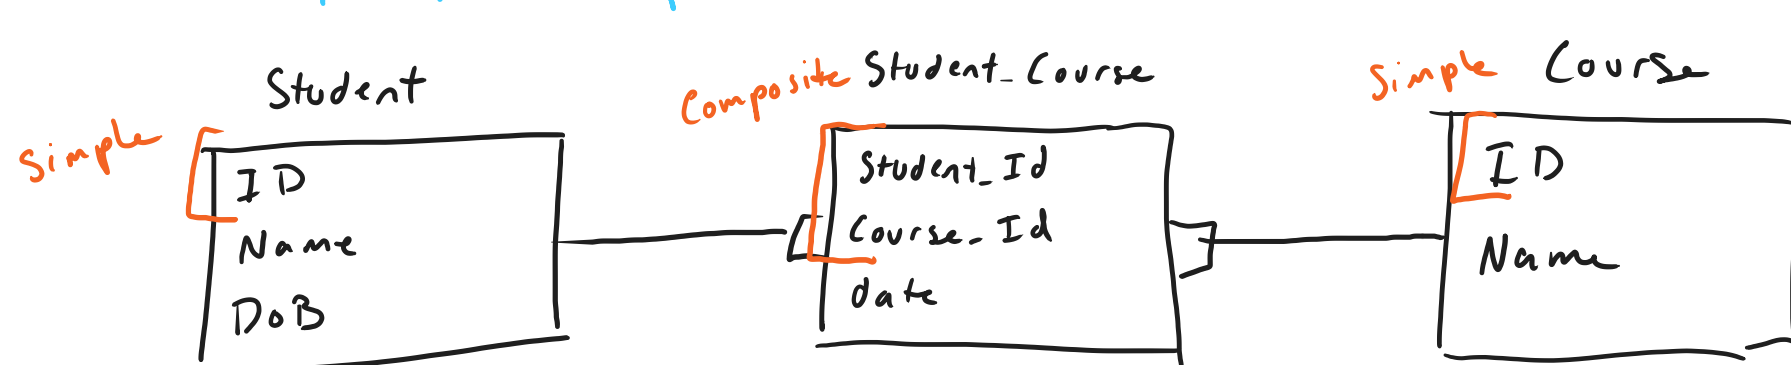 Student
Simple
ID
Name
DoB
Composite
Student_Course
Student_Id
Course_Id
date
Simple
Course
ID
Name